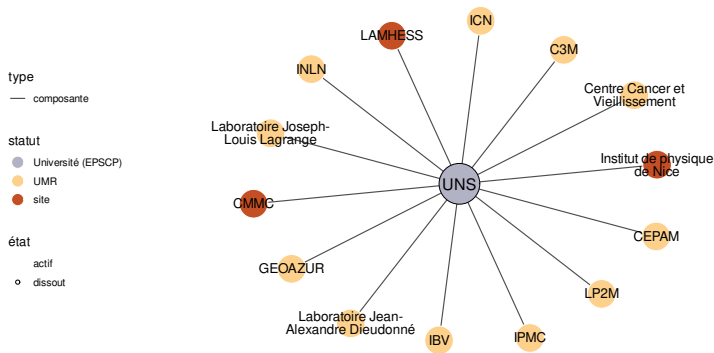 type
composante
statut
Université (EPSCP)
UMR
site
état
actif
dissout
ICN
LAMHESS
C3M
INLN
Centre Cancer et
Vieillissement
Laboratoire Joseph-
Louis Lagrange
Institut de physique
de Nice
UNS
CMMC
CEPAM
GEOAZUR
LP2M
Laboratoire Jean-
Alexandre Dieudonné
IPMC
IBV